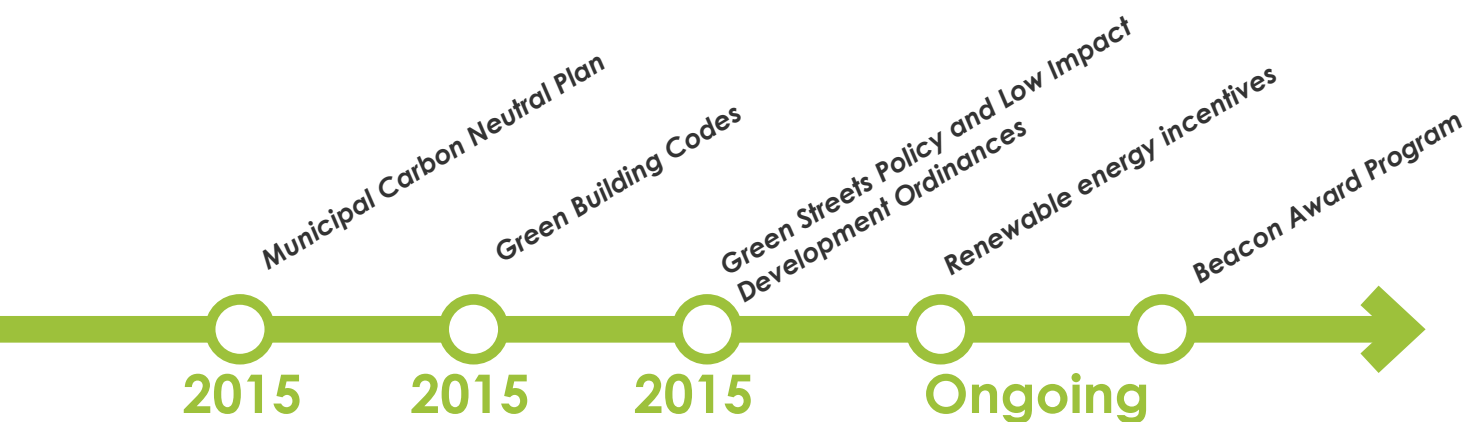 Municipal Carbon Neutral Plan
Green Building Codes
Green Streets Policy and Low Impact
Development Ordinances
Renewable energy incentives
Beacon Award Program
2015
2015
2015
Ongoing